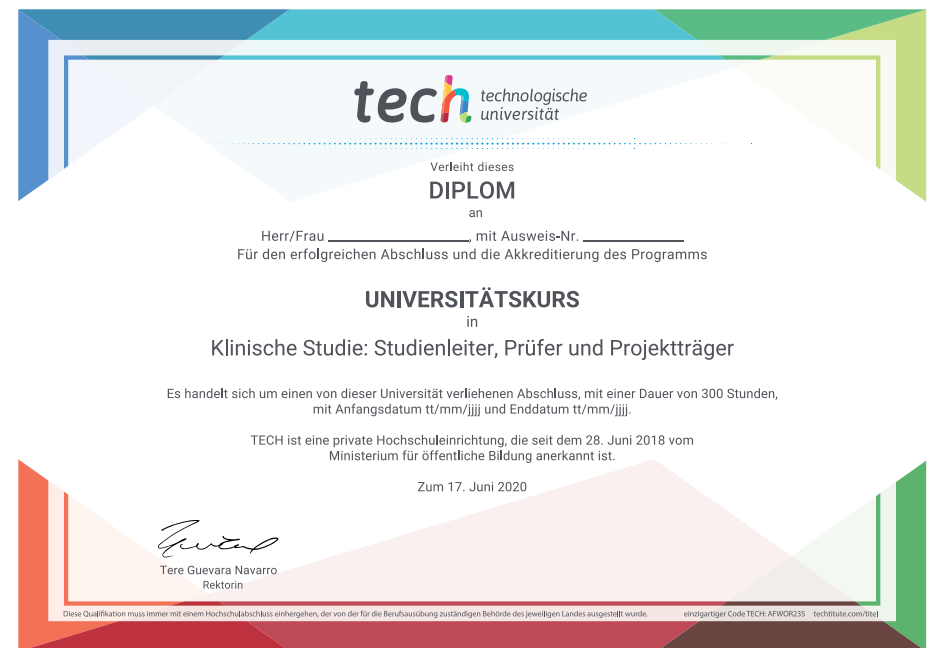 tech technologische
universität
Verleiht dieses
DIPLOM
an
Herr/Frau ____________________, mit Ausweis-Nr. ______________
Für den erfolgreichen Abschluss und die Akkreditierung des Programms
UNIVERSITÄTSKURS
in
Klinische Studie: Studienleiter, Prüfer und Projektträger
Es handelt sich um einen von dieser Universität verliehenen Abschluss, mit einer Dauer von 300 Stunden,
mit Anfangsdatum tt/mm/jjjj und Enddatum tt/mm/jjjj.
TECH ist eine private Hochschuleinrichtung, die seit dem 28. Juni 2018 vom
Ministerium für öffentliche Bildung anerkannt ist.
Zum 17. Juni 2020
Tere Guevara Navarro
Rektorin
Diese Qualifikation muss immer mit einem Hochschulabschluss einhergehen, der von der für die Berufsausübung zuständigen Behörde des jeweiligen Landes ausgestellt wurde. einzigartiger Code TECH: AFWOR23S techtitute.com/titel